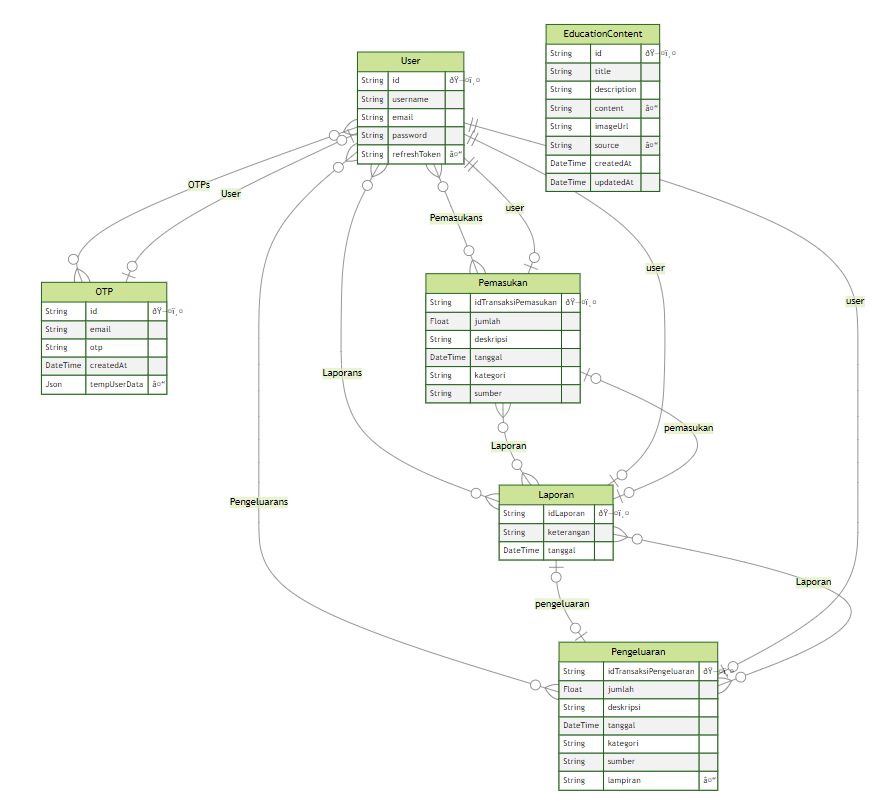 EducationContent
String id ðŸ—ï¸
String title
String description
String content â“
String imageUrl
String source â“
DateTime createdAt
DateTime updatedAt
User
String id ðŸ—ï¸
String username
String email
String password
String refreshToken â“
OTPs
User
Pemasukans
user
user
user
OTP
String id ðŸ—ï¸
String email
String otp
DateTime createdAt
Json tempUserData â“
Pemasukan
String idTransaksiPemasukan ðŸ—ï¸
Float jumlah
String deskripsi
DateTime tanggal
String kategori
String sumber
Laporans
pemasukan
Laporan
Pengeluarans
Laporan
String idLaporan ðŸ—ï¸
String keterangan
DateTime tanggal
Laporan
pengeluaran
Pengeluaran
String idTransaksiPengeluaran ðŸ—ï¸
Float jumlah
String deskripsi
DateTime tanggal
String kategori
String sumber
String lampiran â“